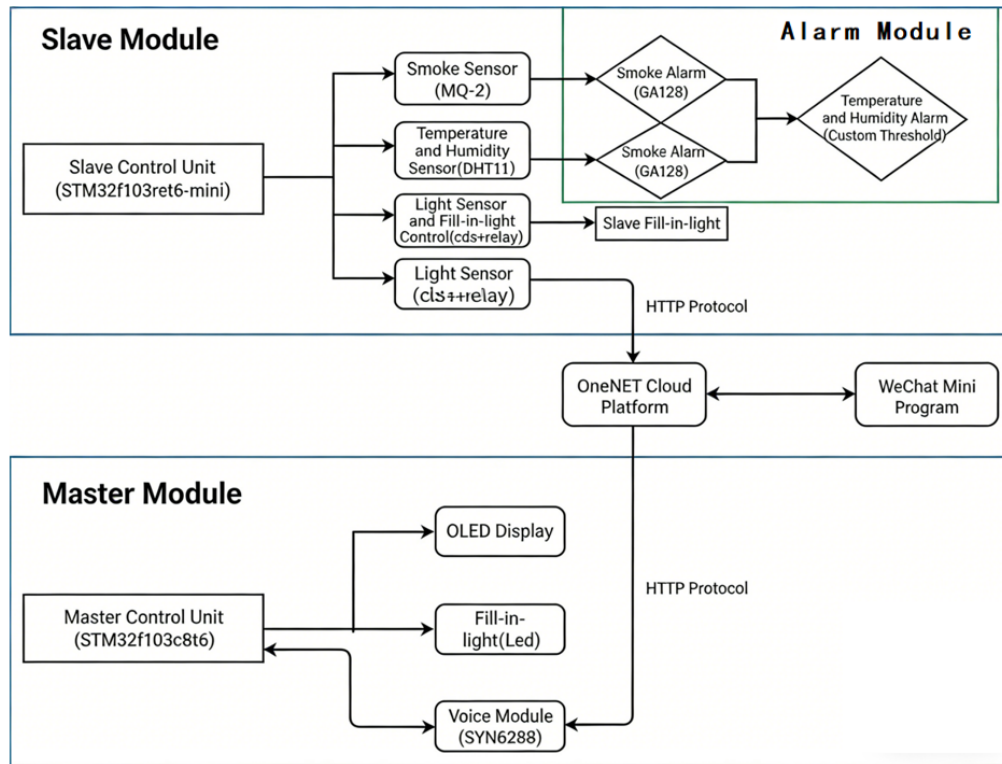 Slave Module
Alarm Module
Slave Control Unit
(STM32f103ret6-mini)
Smoke Sensor
(MQ-2)
Smoke Alarm
(GA128)
Temperature
and Humidity Alarm
(Custom Threshold)
Temperature
and Humidity
Sensor(DHT11)
Smoke Alarn
(GA128)
Light Sensor
and Fill-in-light
Control(cds+relay)
Slave Fill-in-light
Light Sensor
HTTP Protocol
OneNET Cloud
Platform
WeChat Mini
Program
Master Module
OLED Display
HTTP Protocol
Master Control Unit
(STM32f103c8t6)
Fill-in-
light(Led)
Voice Module
(SYN6288)